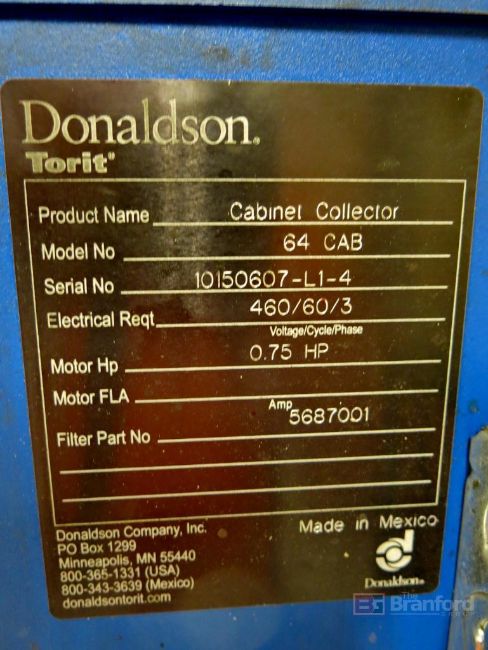 Donaldson.
Torit®
Product Name Cabinet Collector
Model No 64 CAB
Serial No 10150607-L1-4
Electrical Reqt. 460/60/3
Voltage/Cycle/Phase
Motor Hp 0.75 HP
Motor FLA
Amp
Filter Part No 5687001
Donaldson Company, Inc.
PO Box 1299
Minneapolis, MN 55440
800-365-1331 (USA)
800-343-3639 (Mexico)
donaldsontorit.com
Made in Mexico
Donaldson®
The
BG Branford